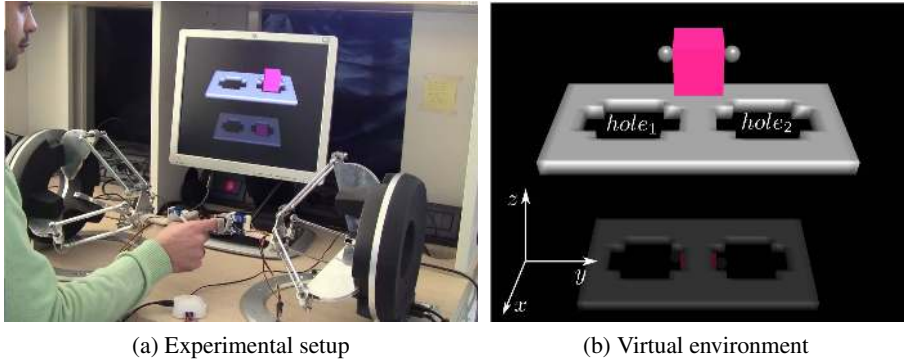 hole₁ hole₂
z
y
x
(a) Experimental setup (b) Virtual environment